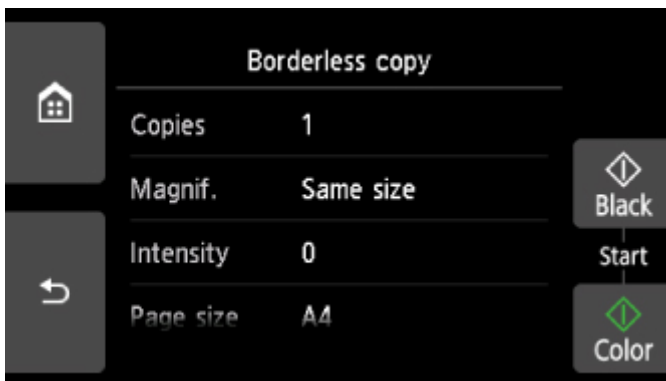 Borderless copy
Copies 1
Magnif. Same size
Intensity 0
Page size A4
Black
Start
Color